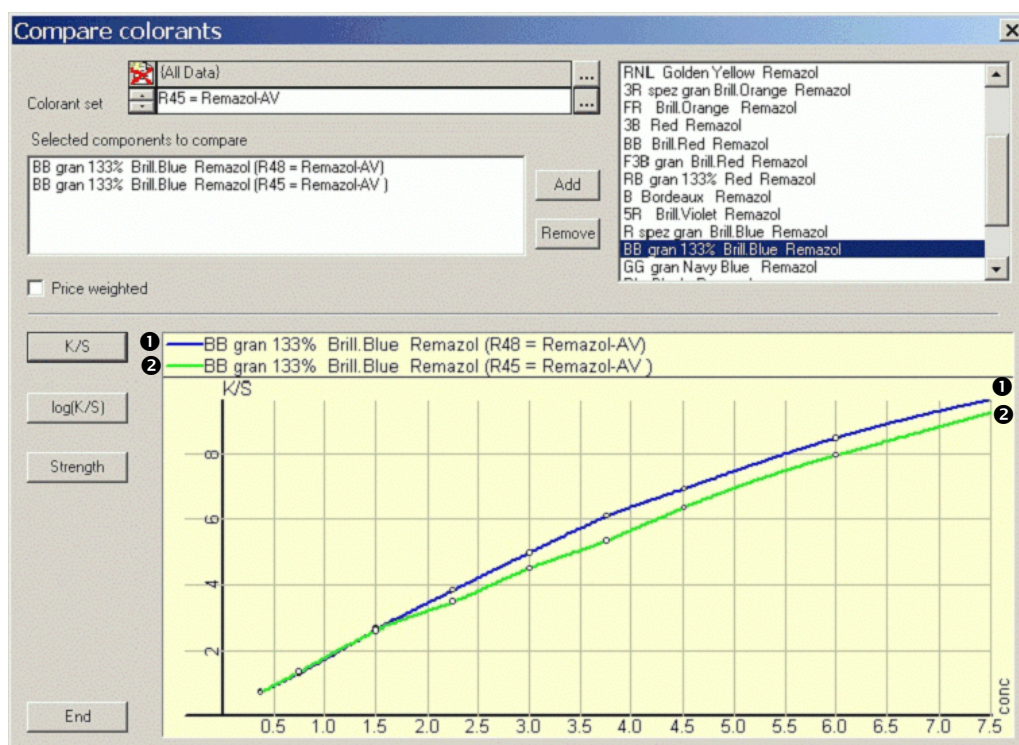 Compare colorants
{All Data}
...
Colorant set
R45 = Remazol-AV
...
Selected components to compare
BB gran 133% Brill.Blue Remazol (R48 = Remazol-AV)
BB gran 133% Brill.Blue Remazol (R45 = Remazol-AV )
Add
Remove
RNL Golden Yellow Remazol
3R spez gran Brill.Orange Remazol
FR Brill.Orange Remazol
3B Red Remazol
BB Brill.Red Remazol
F3B gran Brill.Red Remazol
RB gran 133% Red Remazol
B Bordeaux Remazol
5R Brill.Violet Remazol
R spez gran Brill.Blue Remazol
BB gran 133% Brill.Blue Remazol
GG gran Navy Blue Remazol
Price weighted
K/S
log(K/S)
Strength
End
❶ BB gran 133% Brill.Blue Remazol (R48 = Remazol-AV)
❷ BB gran 133% Brill.Blue Remazol (R45 = Remazol-AV )
K/S
❶
❷
8
6
4
2
0.5 1.0 1.5 2.0 2.5 3.0 3.5 4.0 4.5 5.0 5.5 6.0 6.5 7.0 7.5
conc